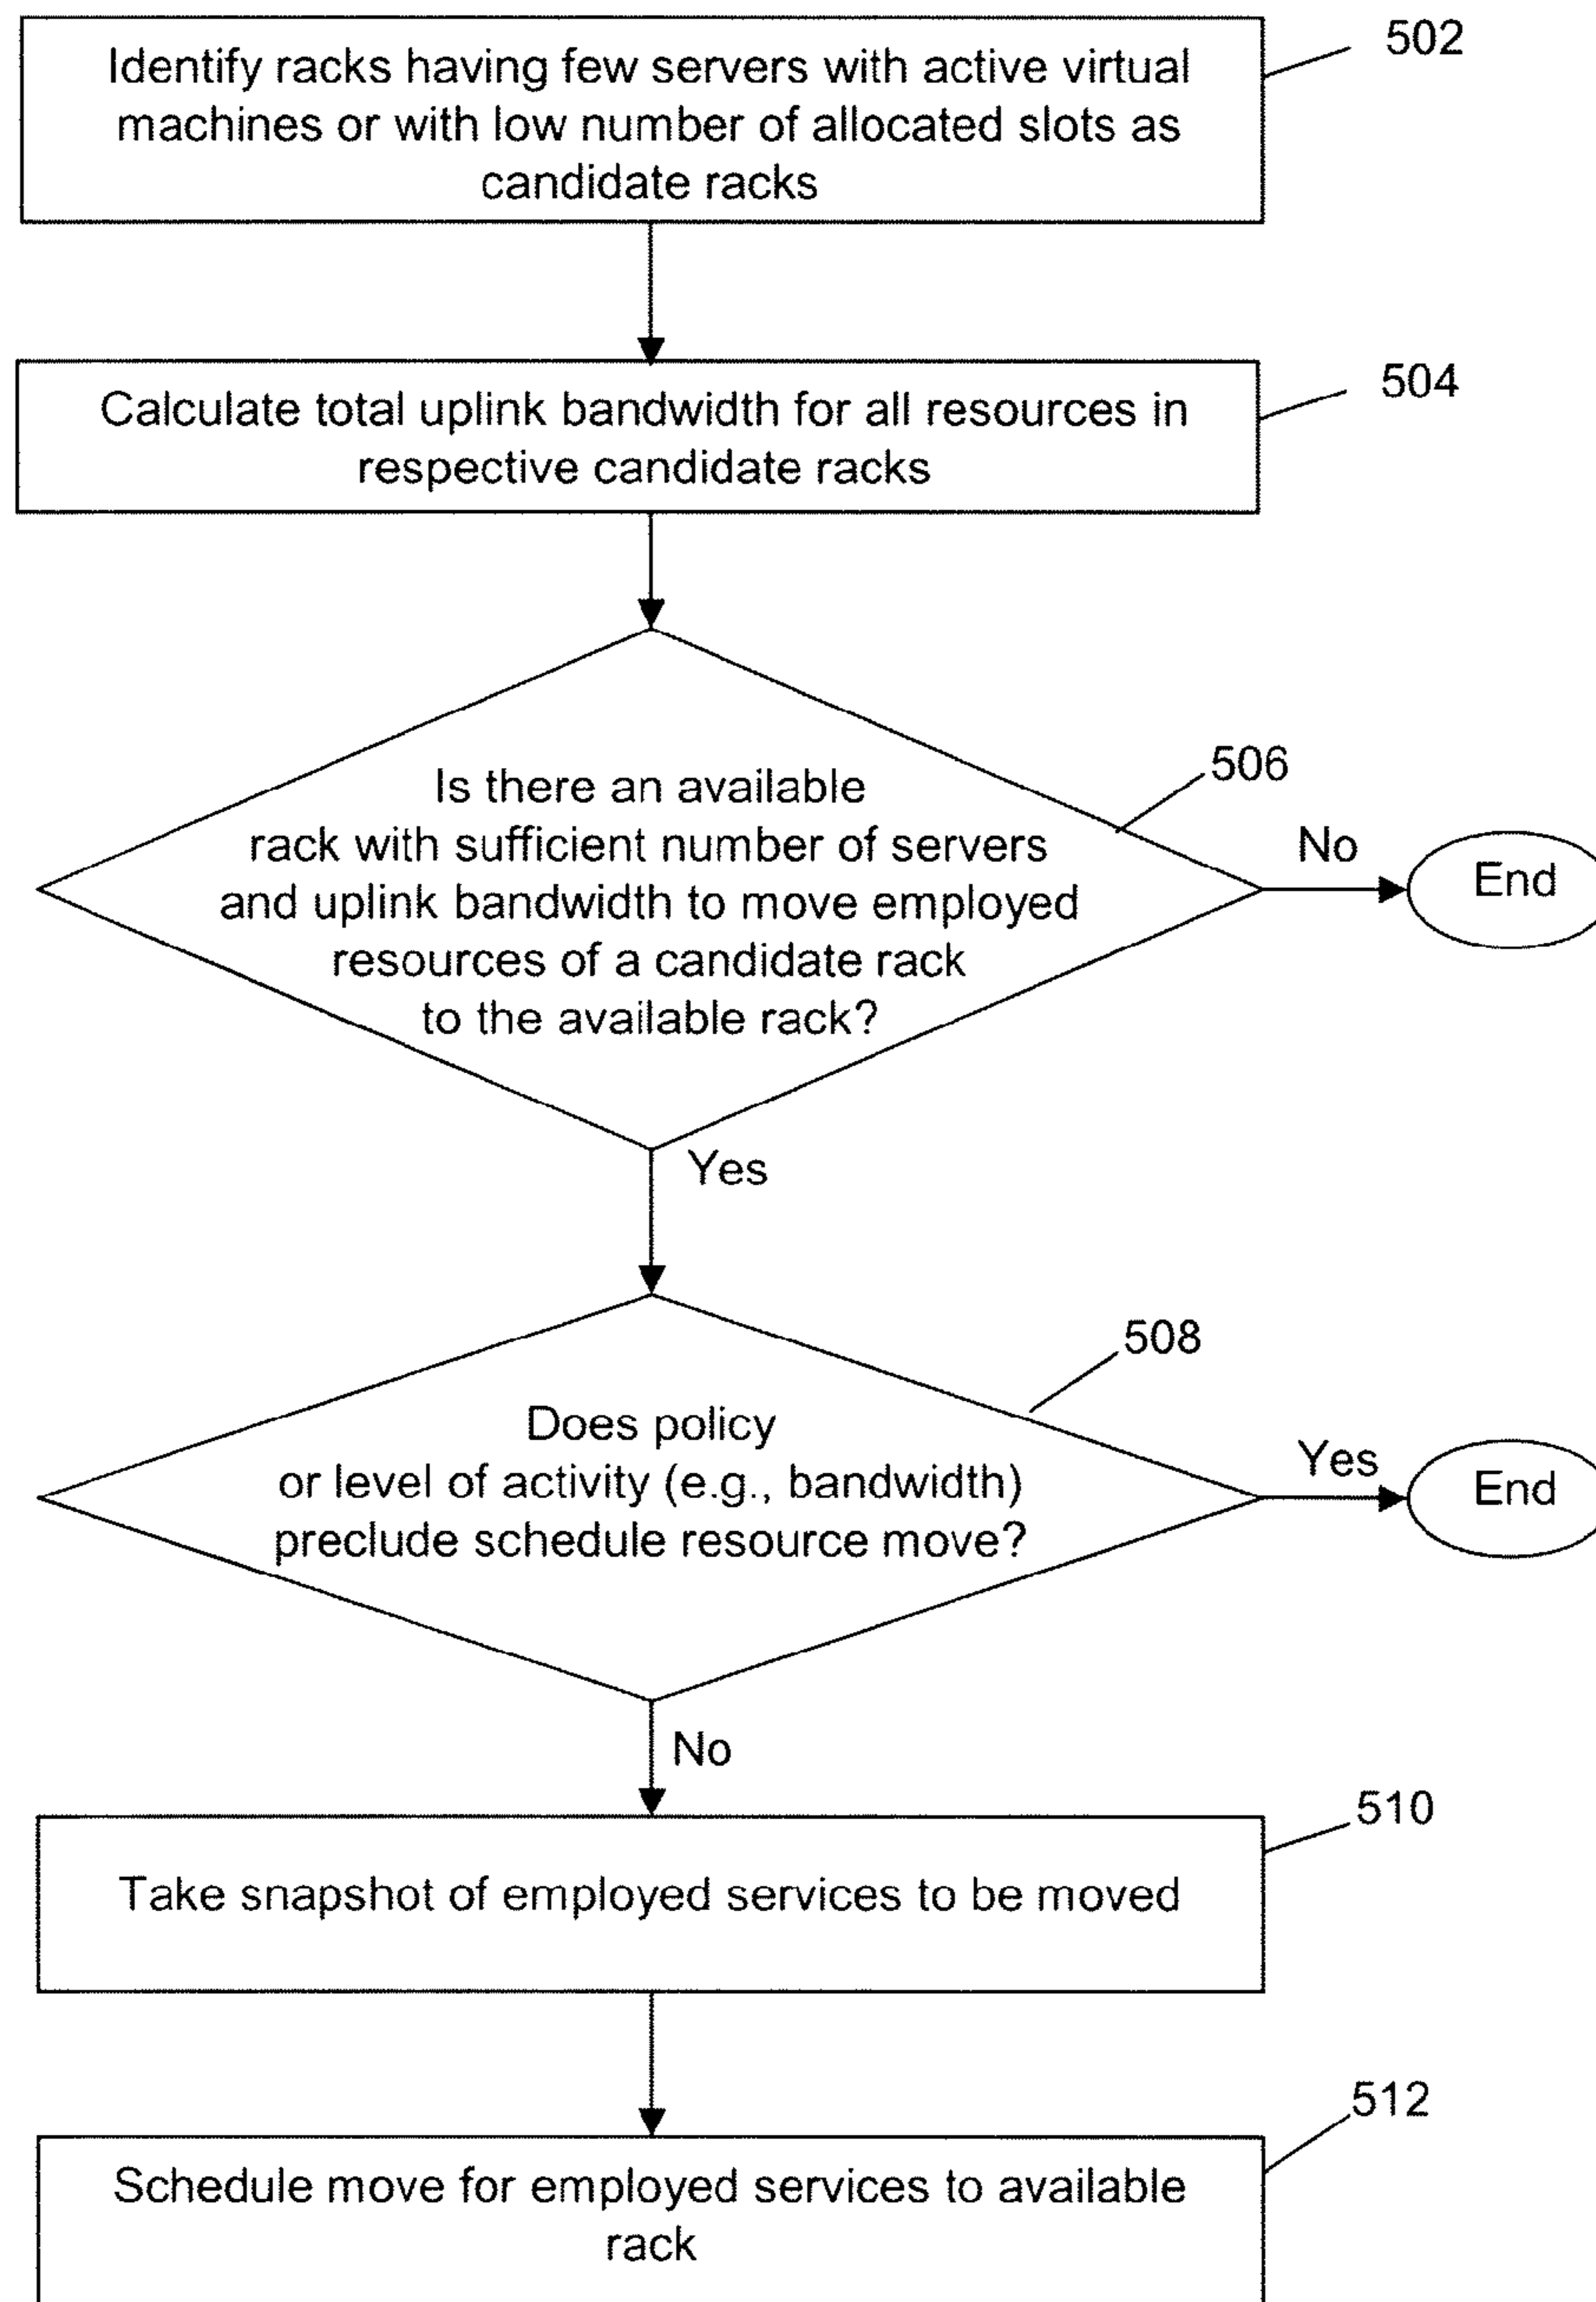 Identify racks having few servers with active virtual
machines or with low number of allocated slots as
candidate racks
502
Calculate total uplink bandwidth for all resources in
respective candidate racks
504
Is there an available
rack with sufficient number of servers
and uplink bandwidth to move employed
resources of a candidate rack
to the available rack?
506
No
End
Yes
Does policy
or level of activity (e.g., bandwidth)
preclude schedule resource move?
508
Yes
End
No
Take snapshot of employed services to be moved
510
Schedule move for employed services to available
rack
512